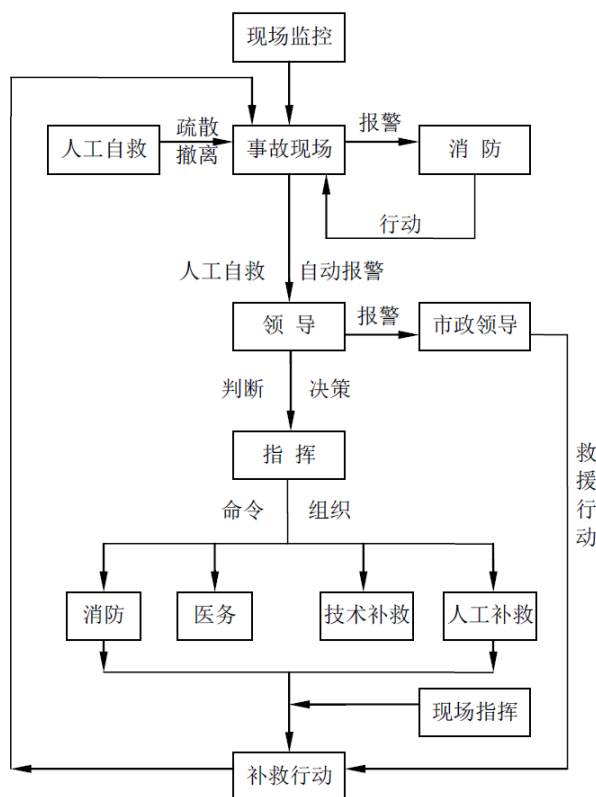 现场监控
人工自救
疏散
撤离
事故现场
报警
消 防
行动
人工自救
自动报警
领 导
报警
市政领导
判断
决策
指 挥
救援行动
命令
组织
消防
医务
技术补救
人工补救
现场指挥
补救行动